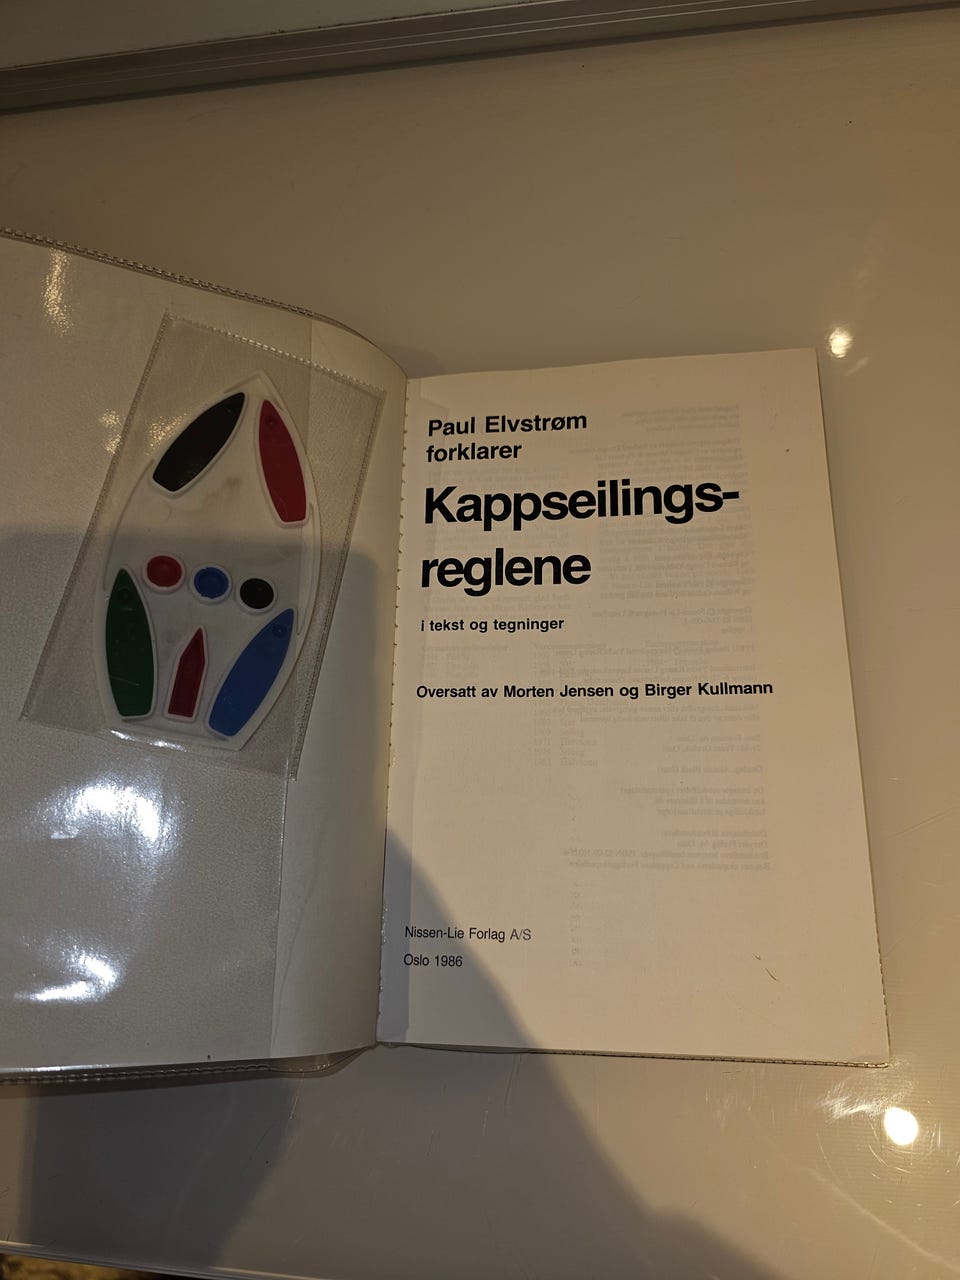 Paul Elvstrøm
forklarer
Kappseilings-
reglene
i tekst og tegninger
Oversatt av Morten Jensen og Birger Kullmann
Nissen-Lie Forlag A/S
Oslo 1986